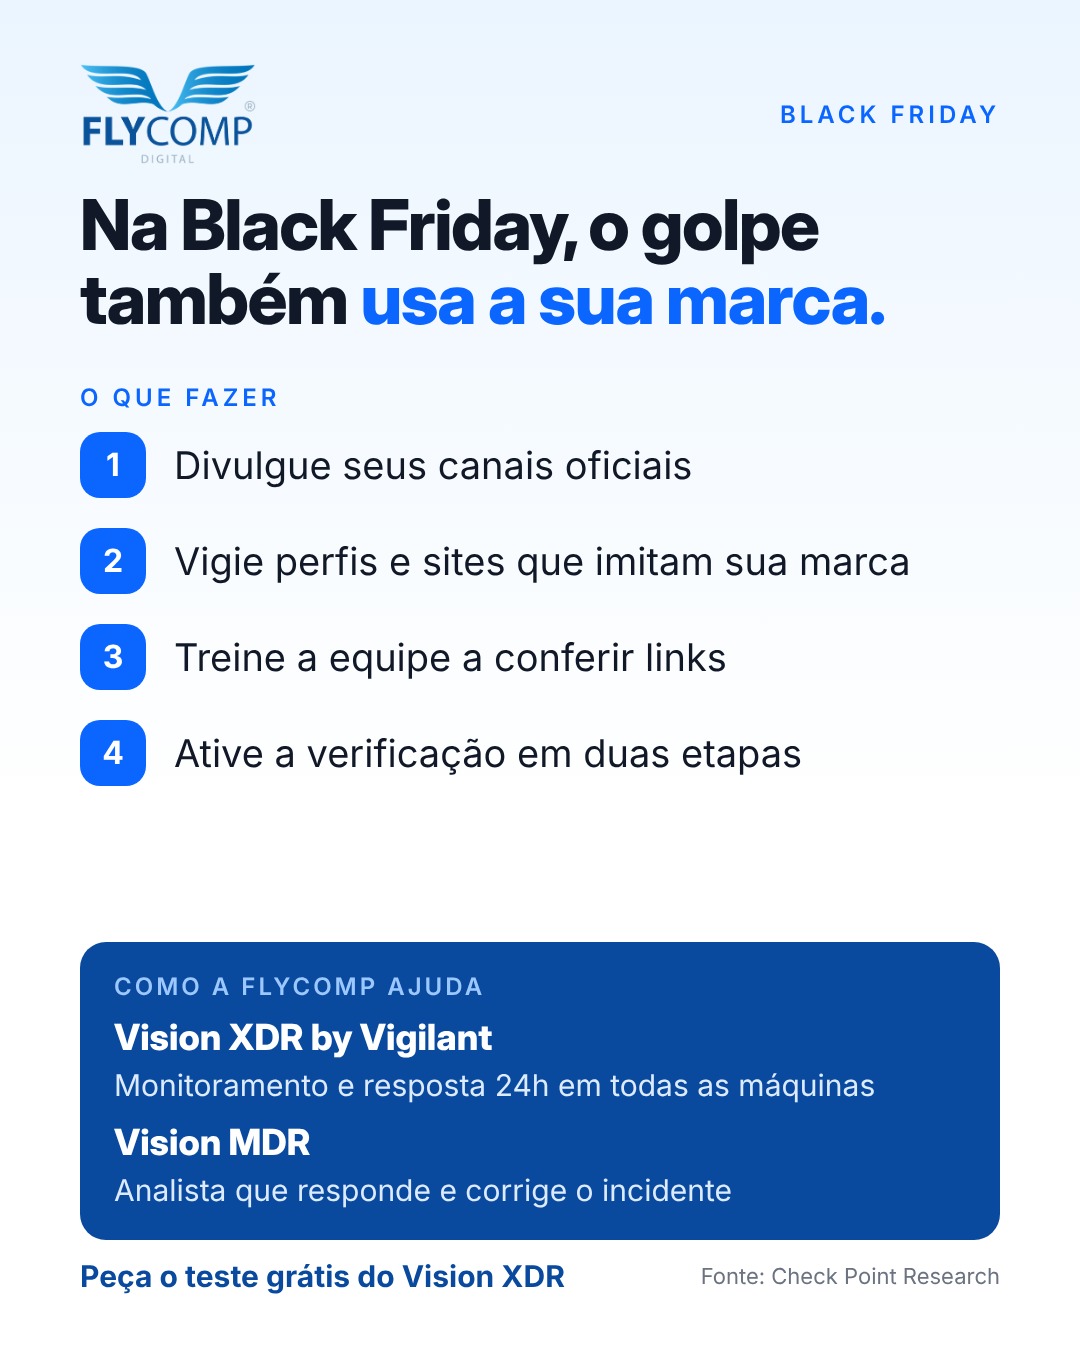 FLYCOMP ®
DIGITAL
BLACK FRIDAY
Na Black Friday, o golpe
também usa a sua marca.
O QUE FAZER
1 Divulgue seus canais oficiais
2 Vigie perfis e sites que imitam sua marca
3 Treine a equipe a conferir links
4 Ative a verificação em duas etapas
COMO A FLYCOMP AJUDA
Vision XDR by Vigilant
Monitoramento e resposta 24h em todas as máquinas
Vision MDR
Analista que responde e corrige o incidente
Peça o teste grátis do Vision XDR
Fonte: Check Point Research